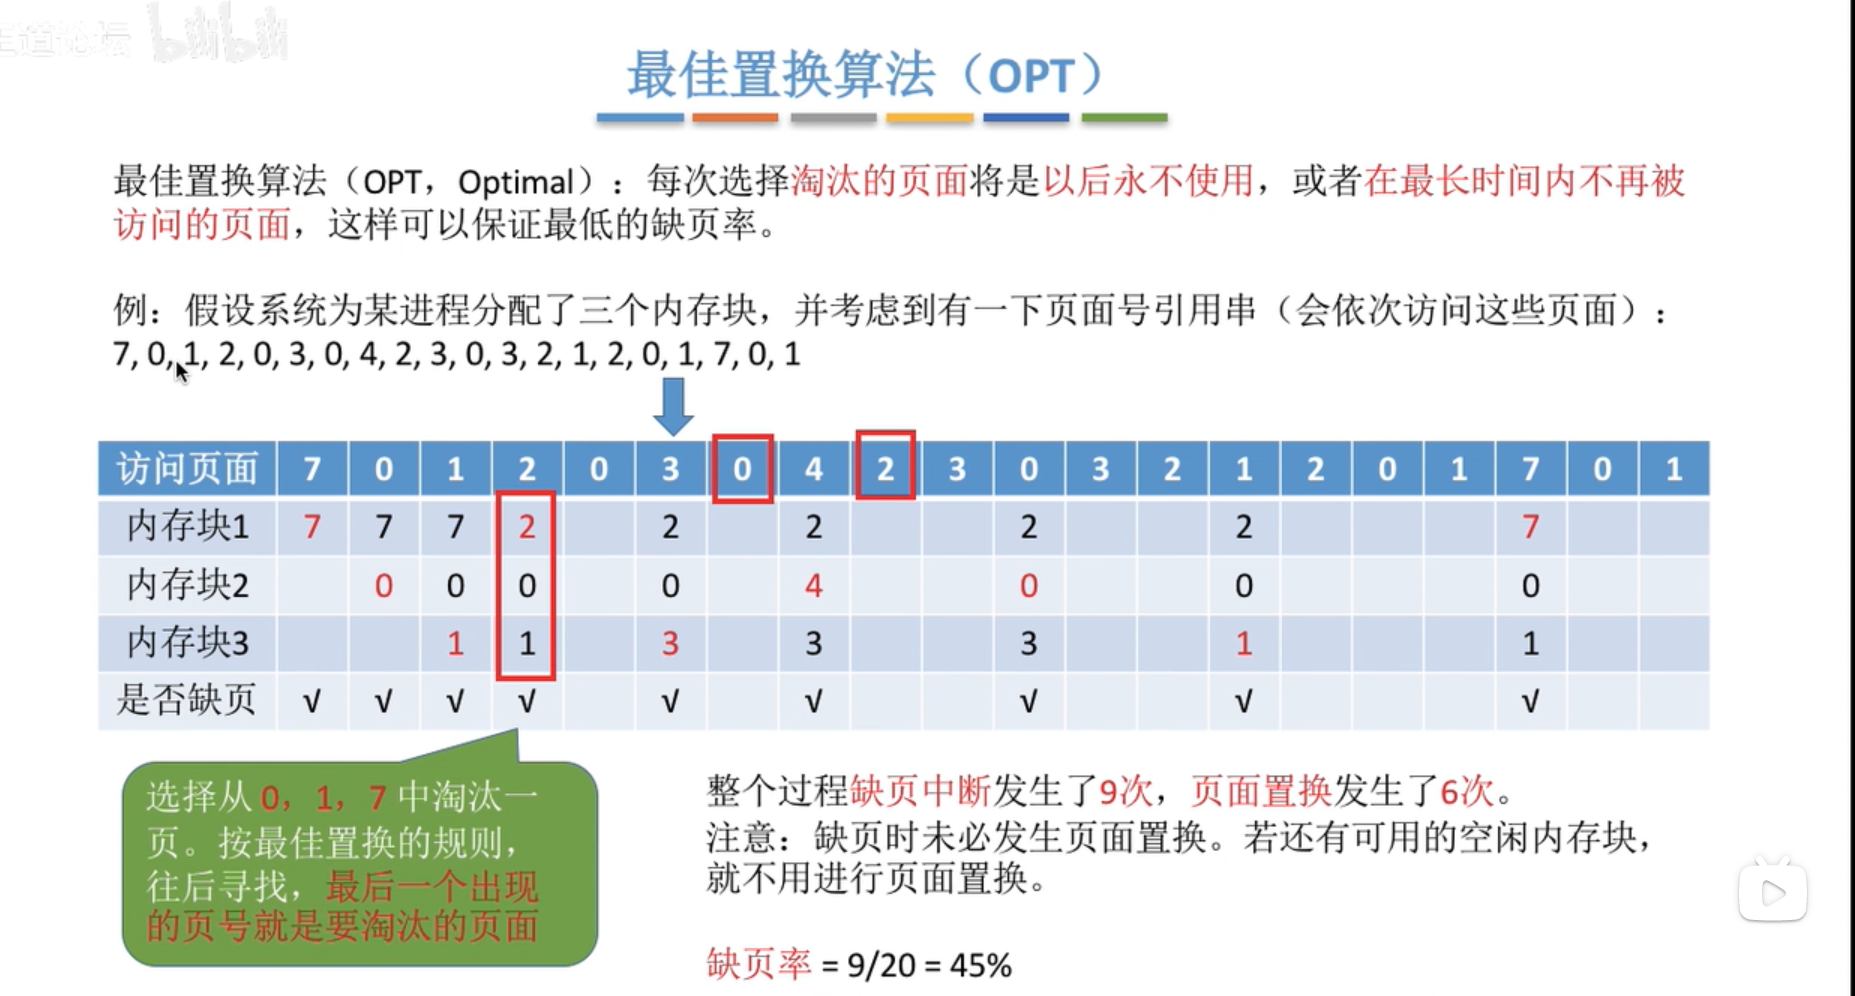 王道论坛 bilibili
最佳置换算法（OPT）
最佳置换算法（OPT，Optimal）：每次选择淘汰的页面将是以后永不使用，或者在最长时间内不再被
访问的页面，这样可以保证最低的缺页率。
例：假设系统为某进程分配了三个内存块，并考虑到有一下页面号引用串（会依次访问这些页面）：
7, 0, 1, 2, 0, 3, 0, 4, 2, 3, 0, 3, 2, 1, 2, 0, 1, 7, 0, 1
访问页面 7 0 1 2 0 3 0 4 2 3 0 3 2 1 2 0 1 7 0 1
内存块1 7 7 7 2 2 2 2 2 7
内存块2 0 0 0 0 4 0 0 0
内存块3 1 1 3 3 3 1 1
是否缺页 √ √ √ √ √ √ √ √ √
选择从 0，1，7 中淘汰一
页。按最佳置换的规则，
往后寻找，最后一个出现
的页号就是要淘汰的页面
整个过程缺页中断发生了9次，页面置换发生了6次。
注意：缺页时未必发生页面置换。若还有可用的空闲内存块，
就不用进行页面置换。
缺页率 = 9/20 = 45%